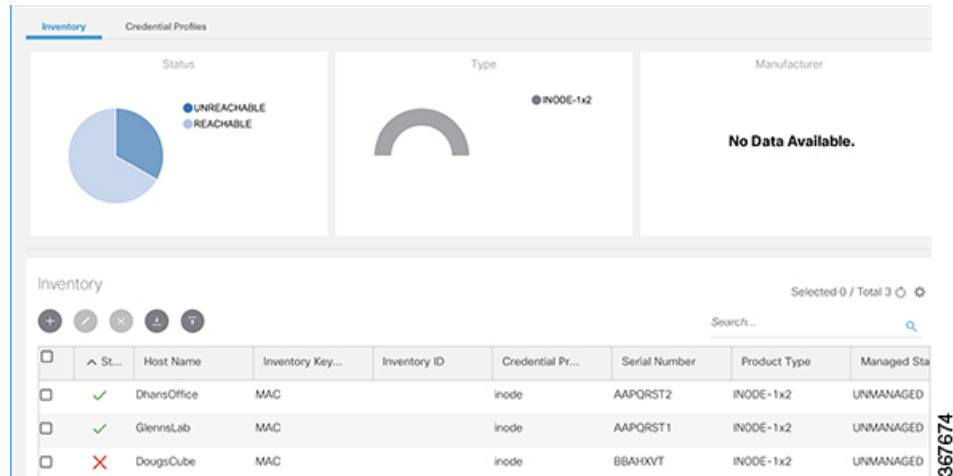 Inventory Credential Profiles
Status Type Manufacturer
UNREACHABLE
REACHABLE
INODE-1x2
No Data Available.
Inventory
Selected 0 / Total 3
Search...
St... Host Name Inventory Key... Inventory ID Credential Pr... Serial Number Product Type Managed Sta
DhansOffice MAC inode AAPQRST2 INODE-1x2 UNMANAGED
GlennsLab MAC inode AAPQRST1 INODE-1x2 UNMANAGED
DougsCube MAC inode BBAHXVT INODE-1x2 UNMANAGED
367674